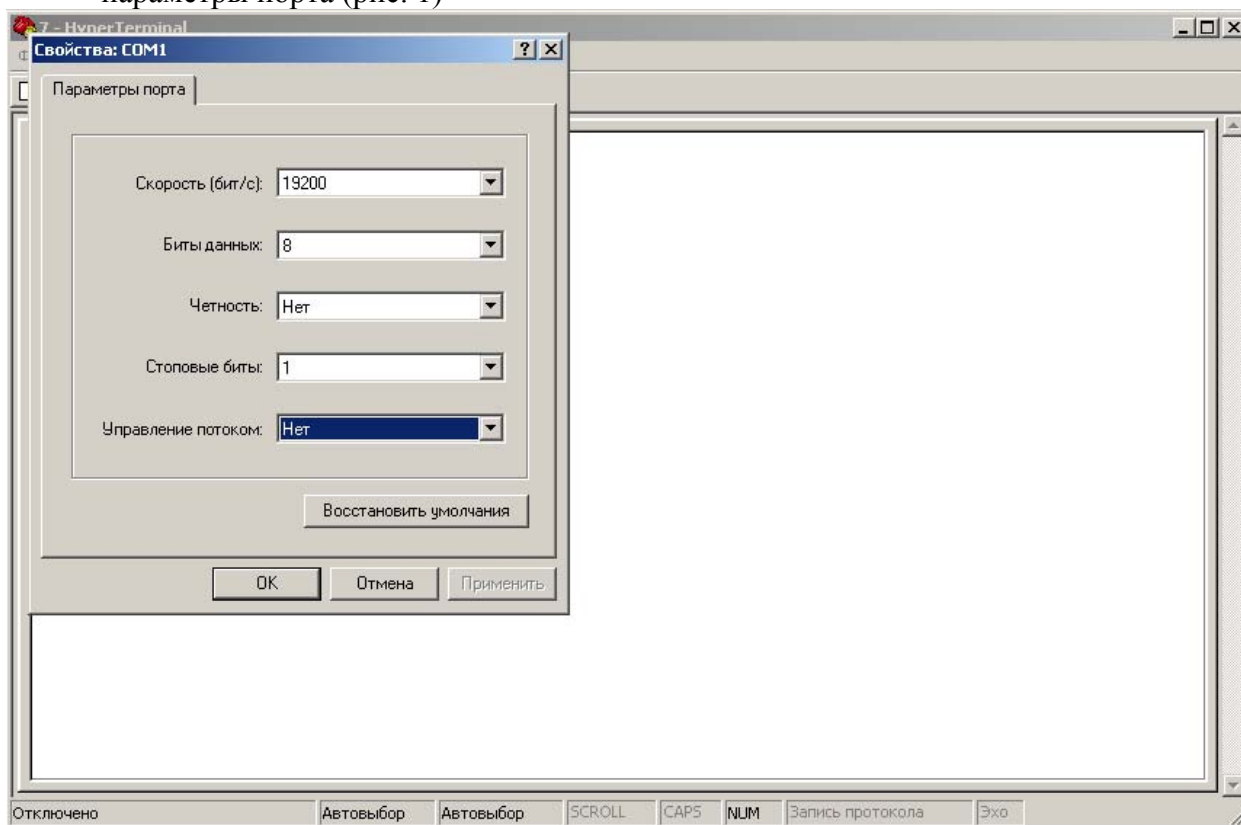 параметры порта (рис. 1)
7 - HyperTerminal
Свойства: COM1
Параметры порта
Скорость (бит/с): 19200
Биты данных: 8
Четность: Нет
Стоповые биты: 1
Управление потоком: Нет
Восстановить умолчания
OK Отмена Применить
Отключено Автовыбор Автовыбор SCROLL CAPS NUM Запись протокола Эхо